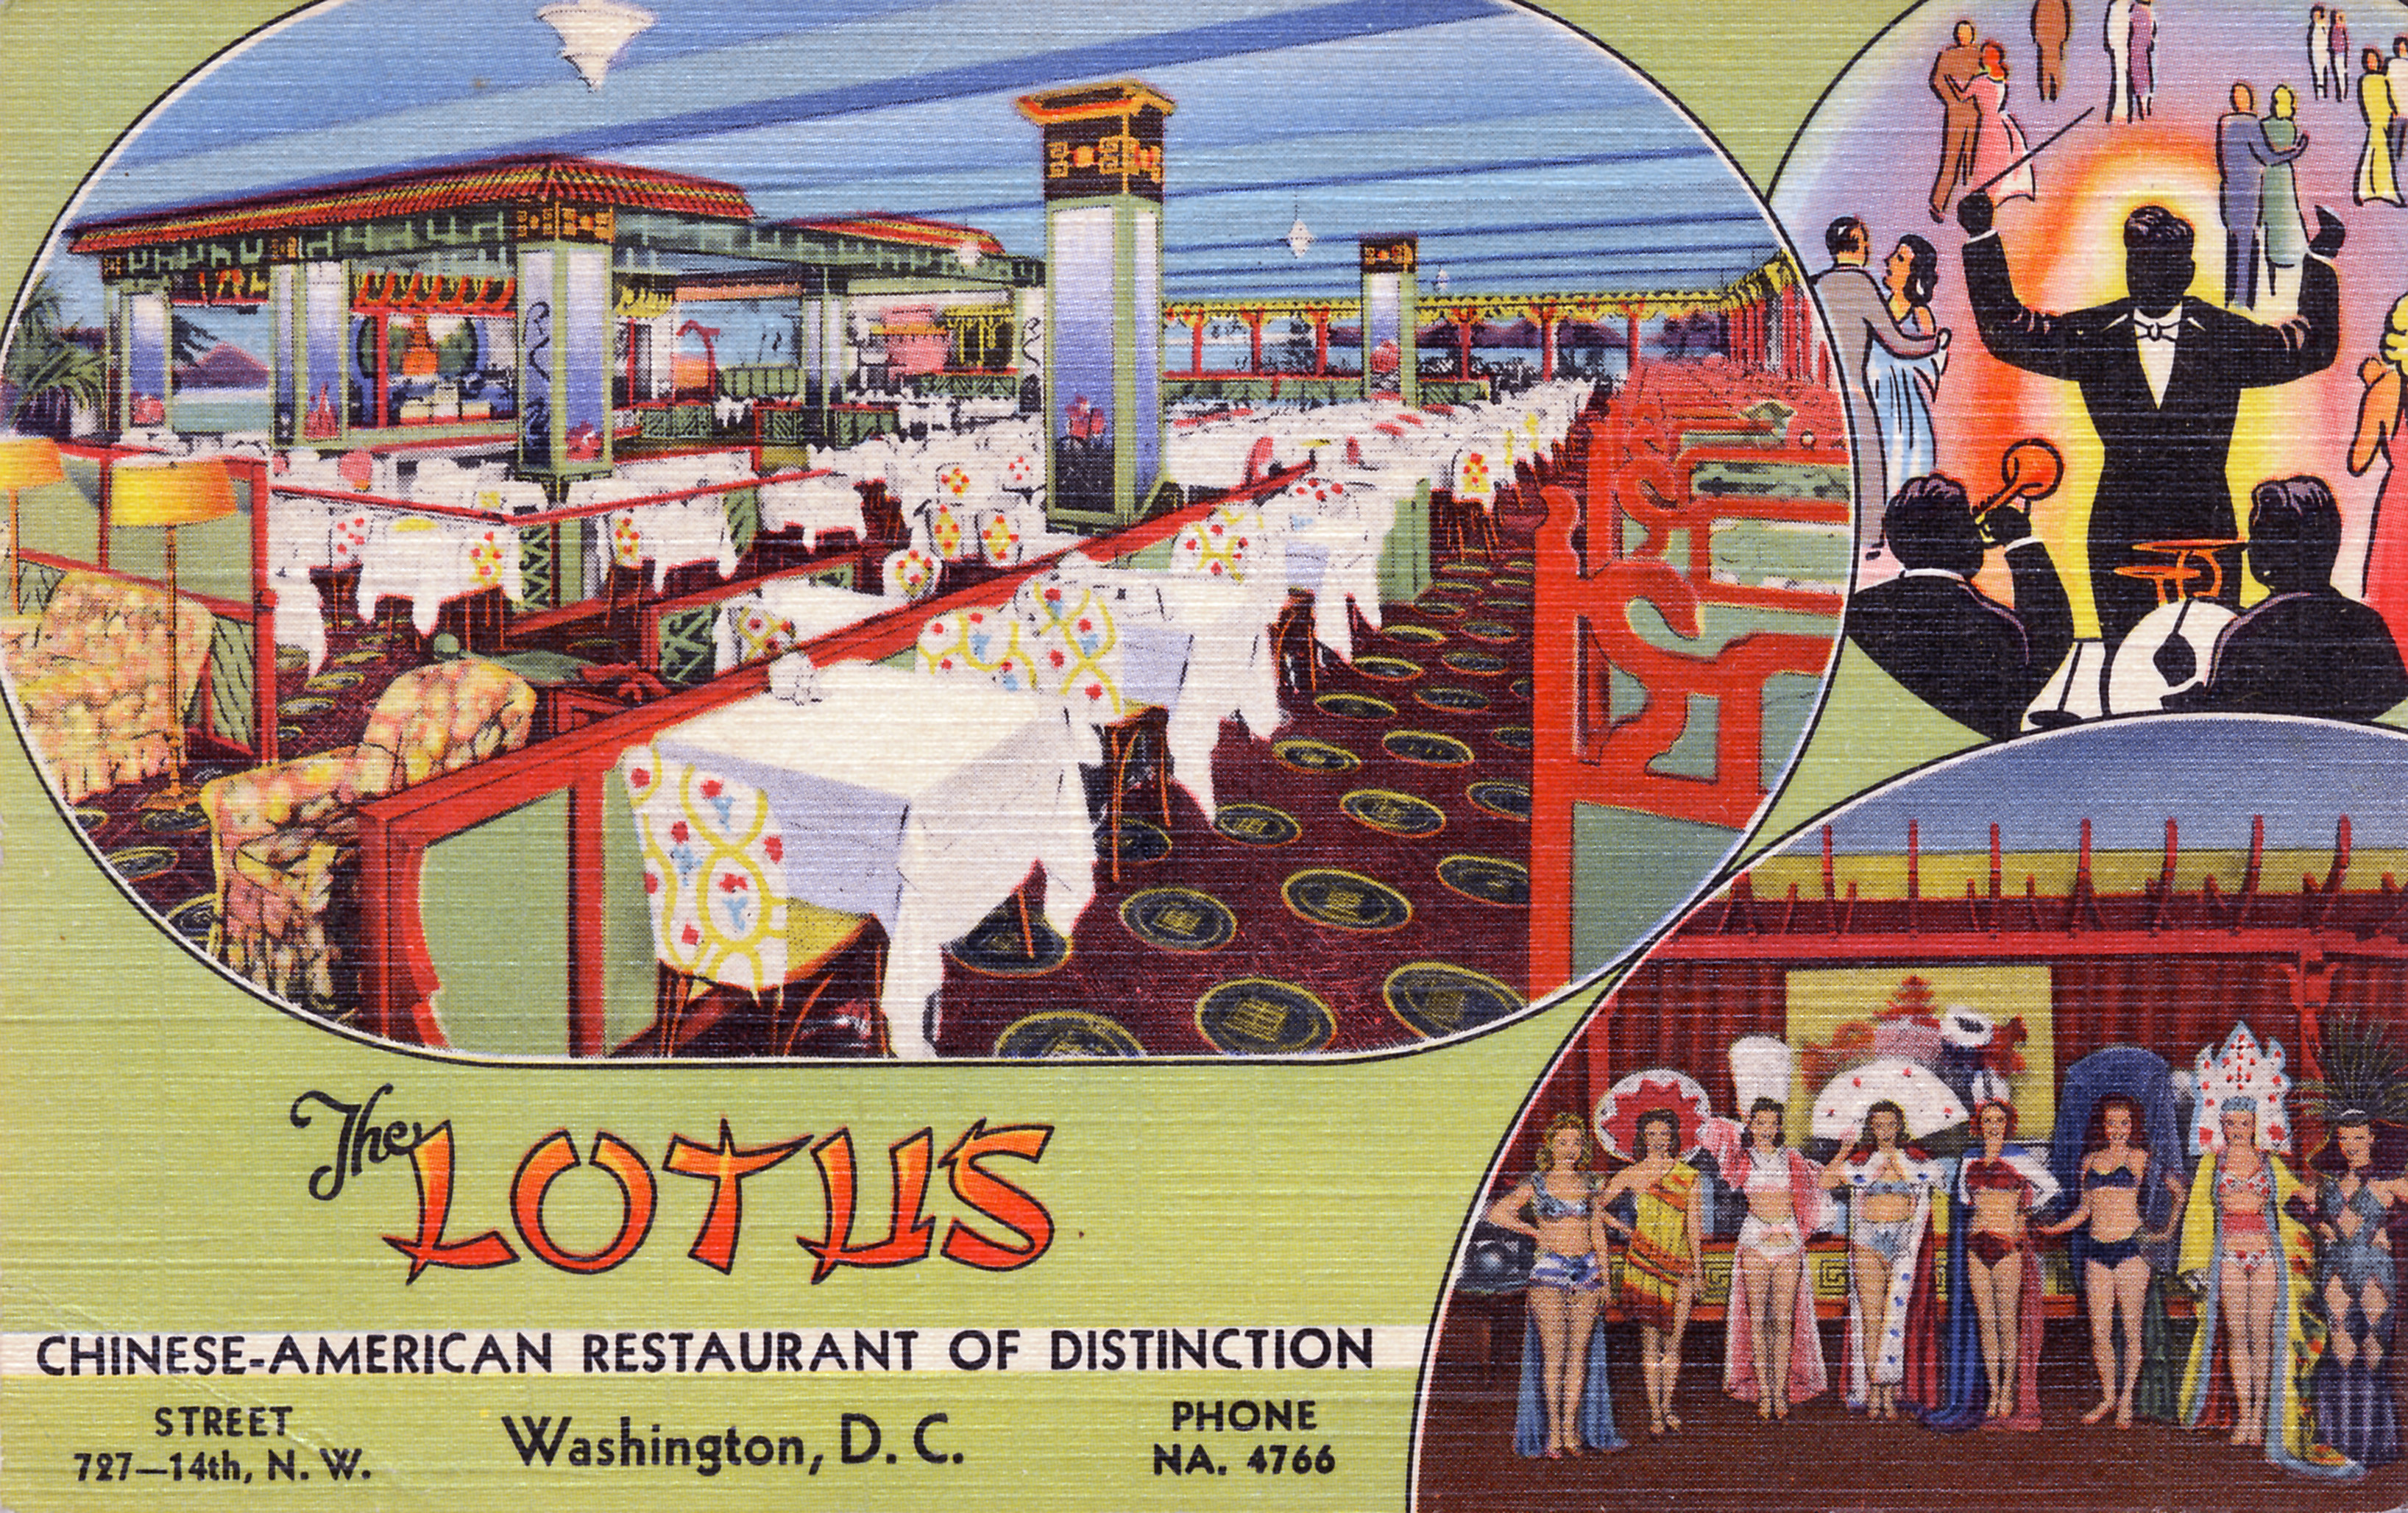 The LOTUS
CHINESE-AMERICAN RESTAURANT OF DISTINCTION
STREET
727—14th, N. W.
Washington, D. C.
PHONE
NA. 4766